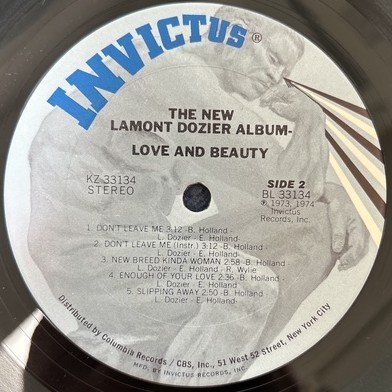 INVICTUS®
THE NEW
LAMONT DOZIER ALBUM-
LOVE AND BEAUTY
KZ 33134
STEREO
SIDE 2
BL 33134
℗ 1973, 1974
Invictus
Records, Inc.
1. DON'T LEAVE ME 3:12 -B. Holland -
L. Dozier - E. Holland-
2. DON'T LEAVE ME (Instr.) 3:12 -B. Holland-
L. Dozier - E. Holland-
3. NEW BREED KINDA WOMAN 2:58 -B. Holland-
L. Dozier - E. Holland - R. Wylie
4. ENOUGH OF YOUR LOVE 2:36 -B. Holland -
L. Dozier - E. Holland
5. SLIPPING AWAY 2:50 -B. Holland -
L. Dozier - E. Holland
Distributed by Columbia Records / CBS, Inc., 51 West 52 Street, New York City
MFD. BY INVICTUS RECORDS, INC.